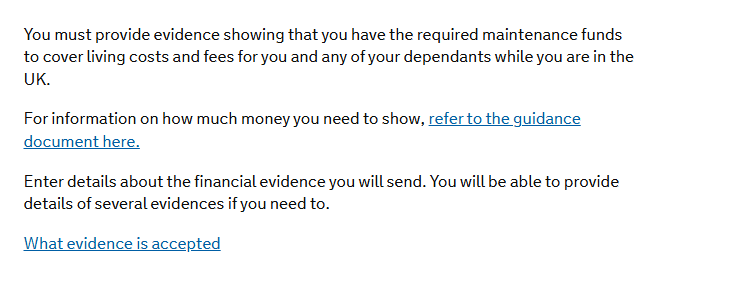 You must provide evidence showing that you have the required maintenance funds
to cover living costs and fees for you and any of your dependants while you are in the
UK.
For information on how much money you need to show, refer to the guidance
document here.
Enter details about the financial evidence you will send. You will be able to provide
details of several evidences if you need to.
What evidence is accepted